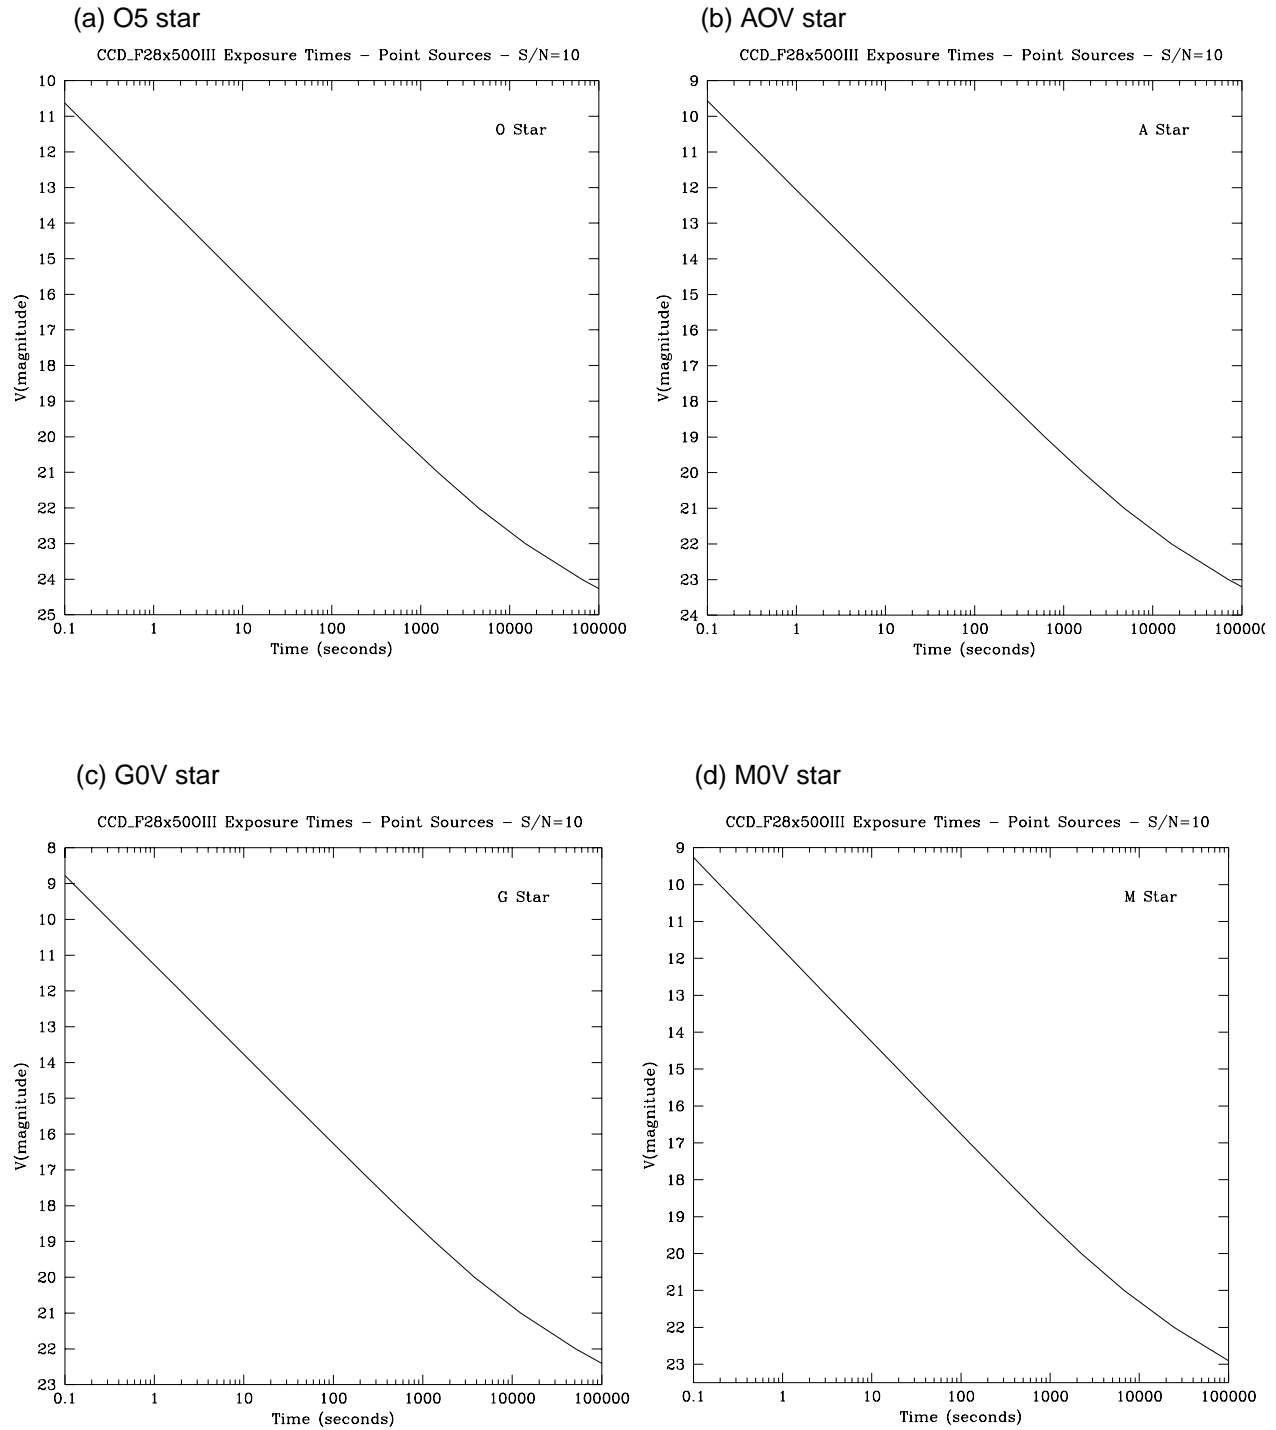 (a) O5 star
CCD_F28x50OIII Exposure Times – Point Sources – S/N=10
O Star
V(magnitude)
10
11
12
13
14
15
16
17
18
19
20
21
22
23
24
25
0.1 1 10 100 1000 10000 100000
Time (seconds)
(b) AOV star
CCD_F28x50OIII Exposure Times – Point Sources – S/N=10
A Star
V(magnitude)
9
10
11
12
13
14
15
16
17
18
19
20
21
22
23
24
0.1 1 10 100 1000 10000 100000
Time (seconds)
(c) G0V star
CCD_F28x50OIII Exposure Times – Point Sources – S/N=10
G Star
V(magnitude)
8
9
10
11
12
13
14
15
16
17
18
19
20
21
22
23
0.1 1 10 100 1000 10000 100000
Time (seconds)
(d) M0V star
CCD_F28x50OIII Exposure Times – Point Sources – S/N=10
M Star
V(magnitude)
9
10
11
12
13
14
15
16
17
18
19
20
21
22
23
0.1 1 10 100 1000 10000 100000
Time (seconds)